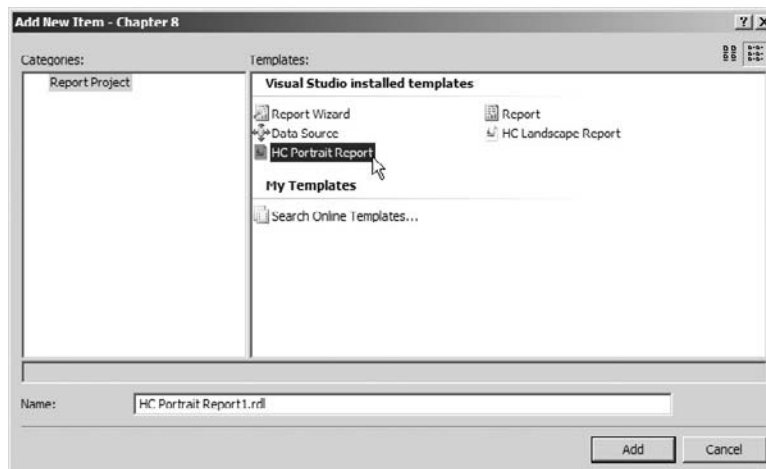 Add New Item - Chapter 8
Categories:
Templates:
Report Project
Visual Studio installed templates
Report Wizard
Report
Data Source
HC Landscape Report
HC Portrait Report
My Templates
Search Online Templates...
Name:
HC Portrait Report1.rdl
Add
Cancel